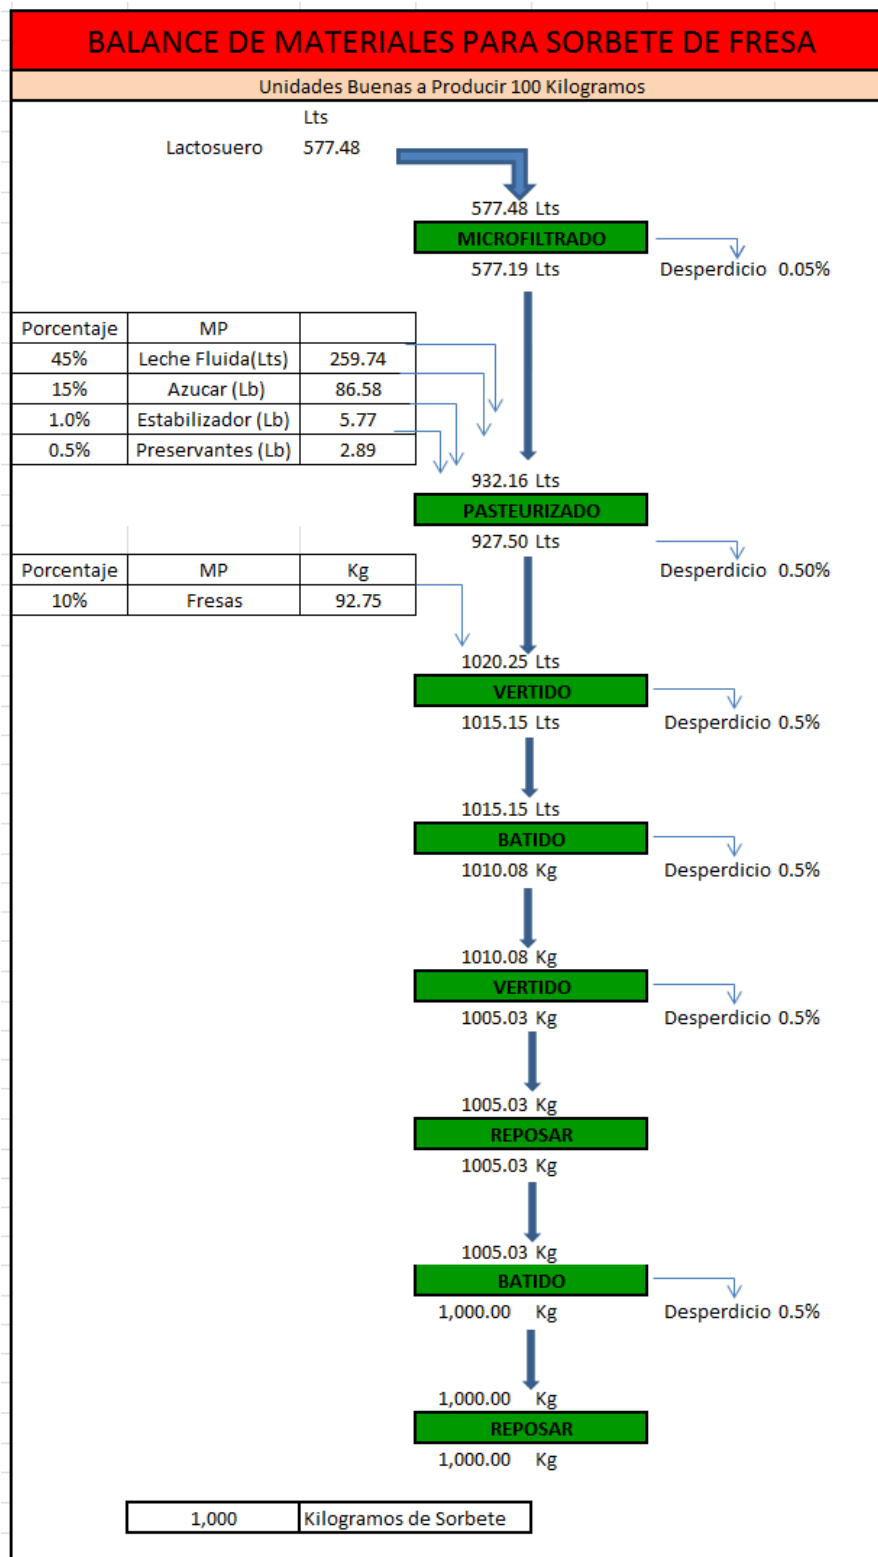 BALANCE DE MATERIALES PARA SORBETE DE FRESA
Unidades Buenas a Producir 100 Kilogramos
Lts
Lactosuero 577.48
577.48 Lts
MICROFILTRADO
577.19 Lts Desperdicio 0.05%
Porcentaje MP
45% Leche Fluida(Lts) 259.74
15% Azucar (Lb) 86.58
1.0% Estabilizador (Lb) 5.77
0.5% Preservantes (Lb) 2.89
932.16 Lts
PASTEURIZADO
927.50 Lts
Desperdicio 0.50%
Porcentaje MP Kg
10% Fresas 92.75
1020.25 Lts
VERTIDO
1015.15 Lts Desperdicio 0.5%
1015.15 Lts
BATIDO
1010.08 Kg Desperdicio 0.5%
1010.08 Kg
VERTIDO
1005.03 Kg Desperdicio 0.5%
1005.03 Kg
REPOSAR
1005.03 Kg
1005.03 Kg
BATIDO
1,000.00 Kg Desperdicio 0.5%
1,000.00 Kg
REPOSAR
1,000.00 Kg
1,000 Kilogramos de Sorbete